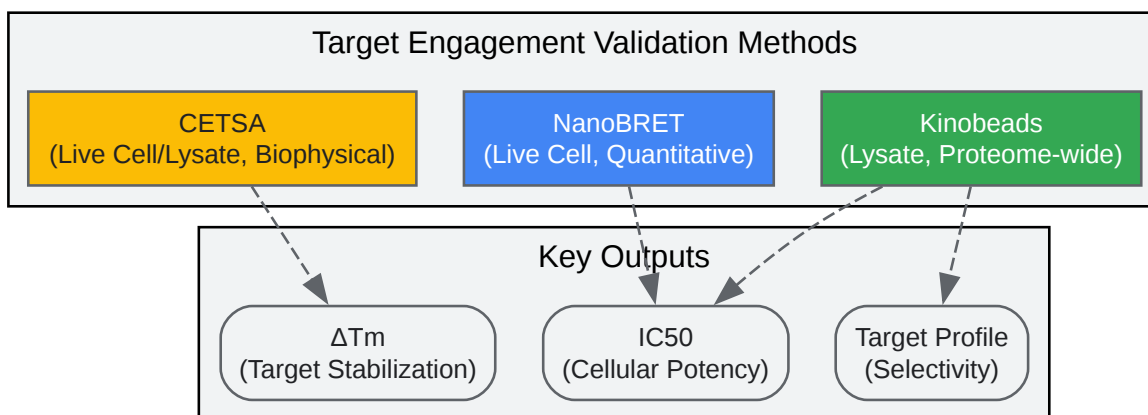 Target Engagement Validation Methods
CETSA
(Live Cell/Lysate, Biophysical)
NanoBRET
(Live Cell, Quantitative)
Kinobeads
(Lysate, Proteome-wide)
Key Outputs
ΔTm
(Target Stabilization)
IC50
(Cellular Potency)
Target Profile
(Selectivity)